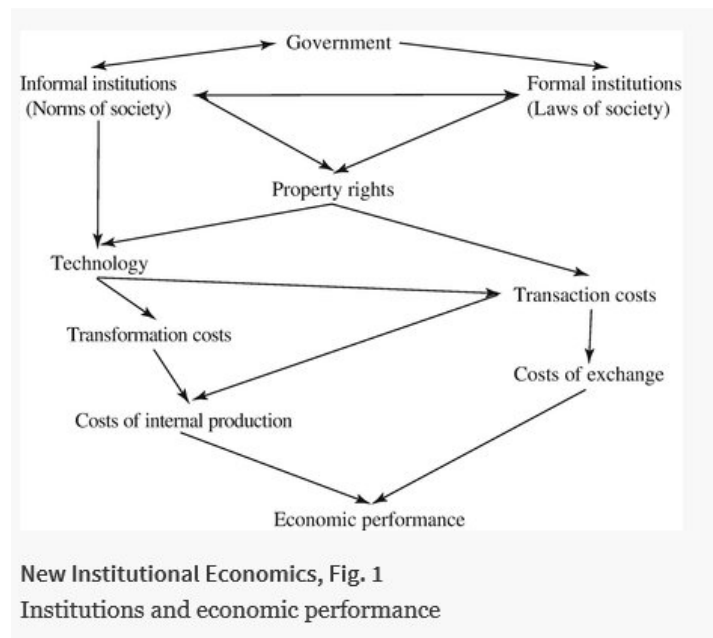 Government
Informal institutions
(Norms of society)
Formal institutions
(Laws of society)
Property rights
Technology
Transaction costs
Transformation costs
Costs of exchange
Costs of internal production
Economic performance
New Institutional Economics, Fig. 1
Institutions and economic performance